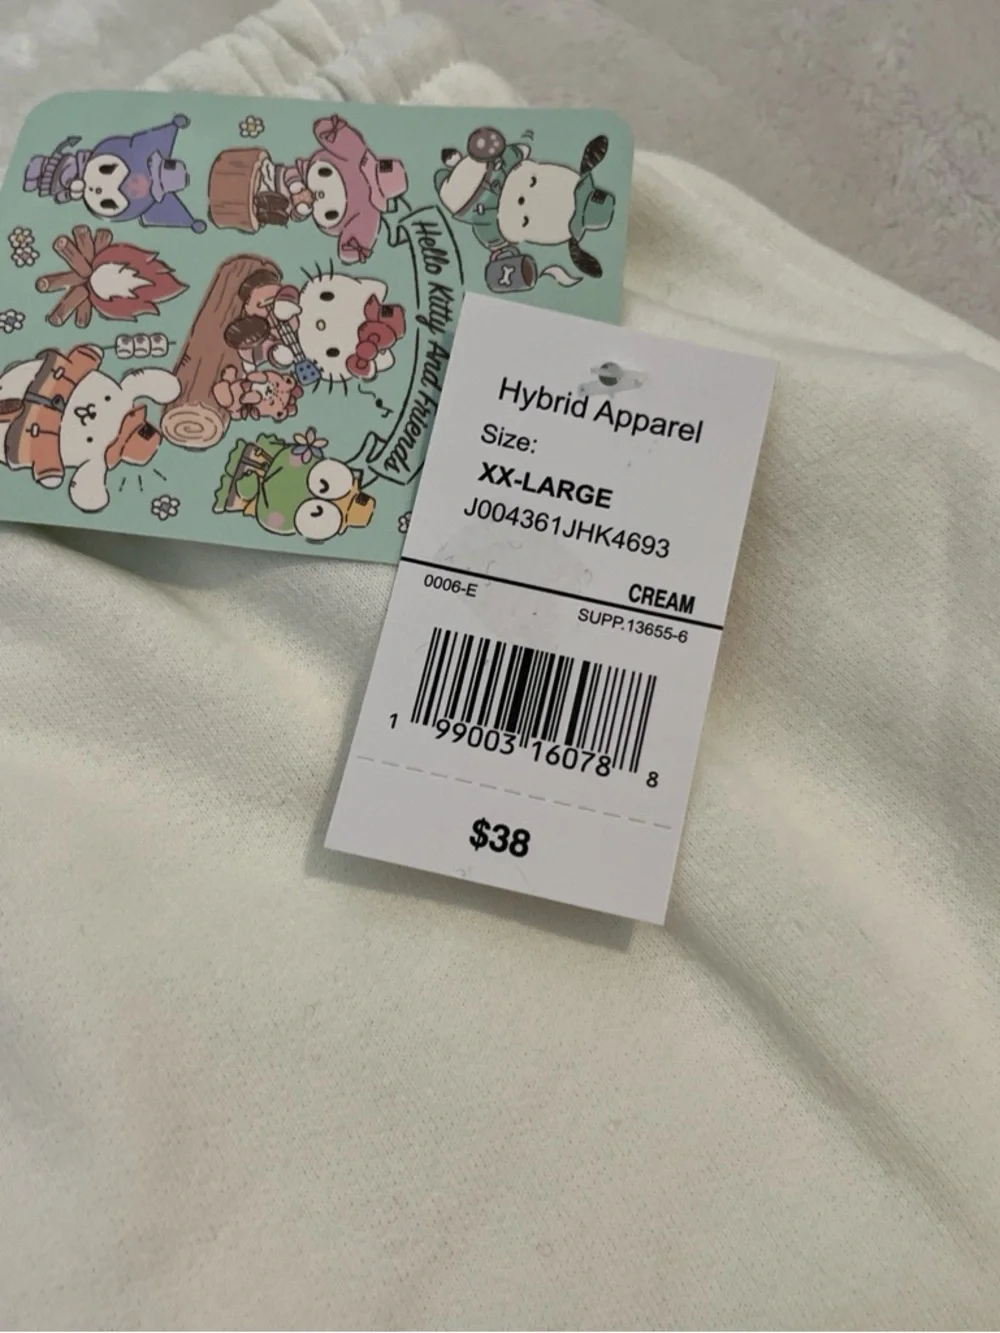 Hello Kitty And Friends
Hybrid Apparel
Size:
XX-LARGE
J004361JHK4693
CREAM
0006-E
SUPP.13655-6
1 99003 16078 8
$38